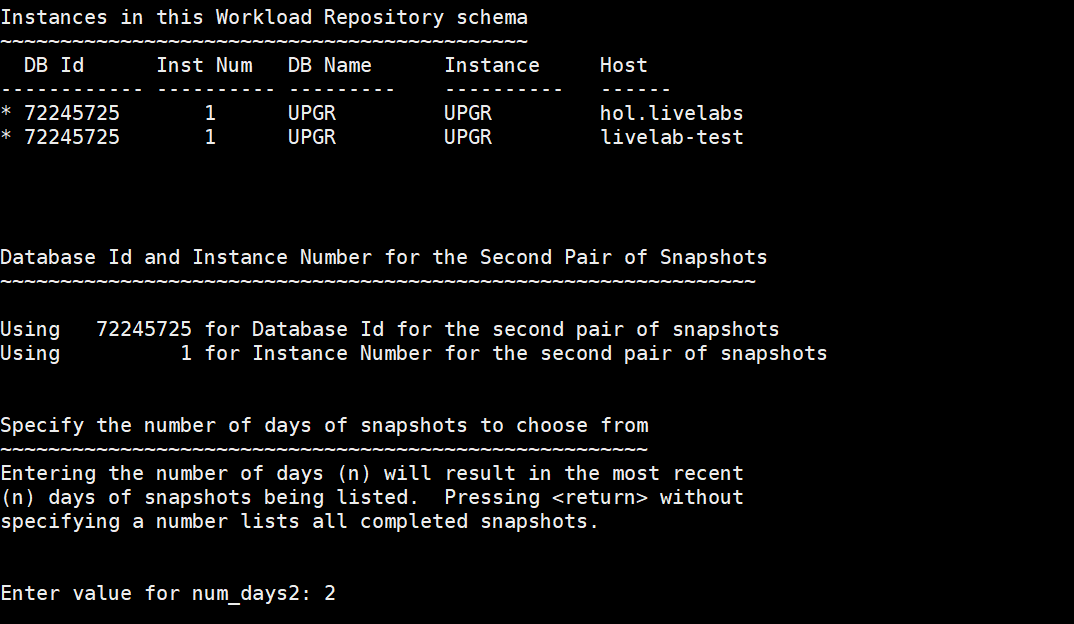 Instances in this Workload Repository schema
~~~~~~~~~~~~~~~~~~~~~~~~~~~~~~~~~~~~~~~~~~~~
  DB Id      Inst Num   DB Name      Instance     Host
------------ ---------- ---------    ----------   ------
* 72245725       1      UPGR         UPGR         hol.livelabs
* 72245725       1      UPGR         UPGR         livelab-test
Database Id and Instance Number for the Second Pair of Snapshots
~~~~~~~~~~~~~~~~~~~~~~~~~~~~~~~~~~~~~~~~~~~~~~~~~~~~~~~~~~~~~~~
Using   72245725 for Database Id for the second pair of snapshots
Using          1 for Instance Number for the second pair of snapshots
Specify the number of days of snapshots to choose from
~~~~~~~~~~~~~~~~~~~~~~~~~~~~~~~~~~~~~~~~~~~~~~~~~~~~~~
Entering the number of days (n) will result in the most recent
(n) days of snapshots being listed.  Pressing <return> without
specifying a number lists all completed snapshots.
Enter value for num_days2: 2